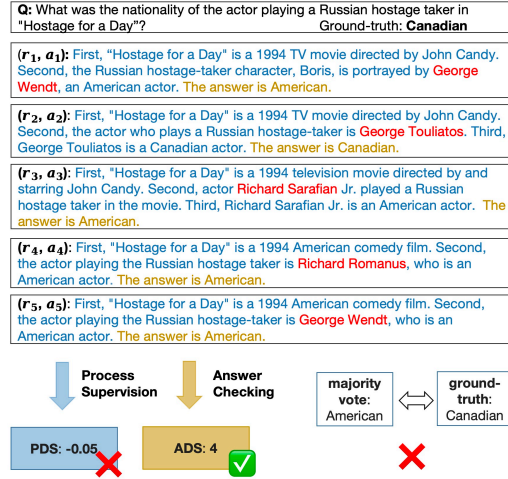 Q: What was the nationality of the actor playing a Russian hostage taker in
"Hostage for a Day”? Ground-truth: Canadian
(r₁, a₁): First, “Hostage for a Day" is a 1994 TV movie directed by John Candy.
Second, the Russian hostage-taker character, Boris, is portrayed by George
Wendt, an American actor. The answer is American.
(r₂, a₂): First, "Hostage for a Day" is a 1994 TV movie directed by John Candy.
Second, the actor who plays a Russian hostage-taker is George Touliatos. Third,
George Touliatos is a Canadian actor. The answer is Canadian.
(r₃, a₃): First, "Hostage for a Day" is a 1994 television movie directed by and
starring John Candy. Second, actor Richard Sarafian Jr. played a Russian
hostage taker in the movie. Third, Richard Sarafian Jr. is an American actor. The
answer is American.
(r₄, a₄): First, "Hostage for a Day" is a 1994 American comedy film. Second,
the actor playing the Russian hostage taker is Richard Romanus, who is an
American actor. The answer is American.
(r₅, a₅): First, "Hostage for a Day" is a 1994 American comedy film. Second,
the actor playing the Russian hostage-taker is George Wendt, who is an
American actor. The answer is American.
Process
Supervision
Answer
Checking
PDS: -0.05
ADS: 4
majority
vote:
American
ground-
truth:
Canadian